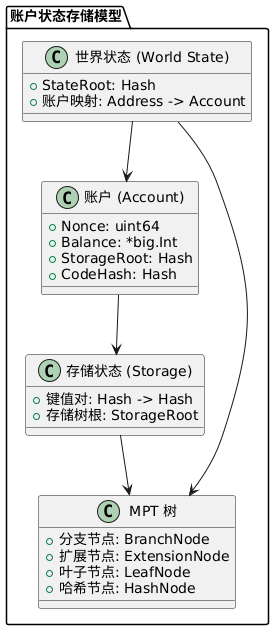 账户状态存储模型
C 世界状态 (World State)
StateRoot: Hash
账户映射: Address -> Account
C 账户 (Account)
Nonce: uint64
Balance: *big.Int
StorageRoot: Hash
CodeHash: Hash
C 存储状态 (Storage)
键值对: Hash -> Hash
存储树根: StorageRoot
C MPT 树
分支节点: BranchNode
扩展节点: ExtensionNode
叶子节点: LeafNode
哈希节点: HashNode